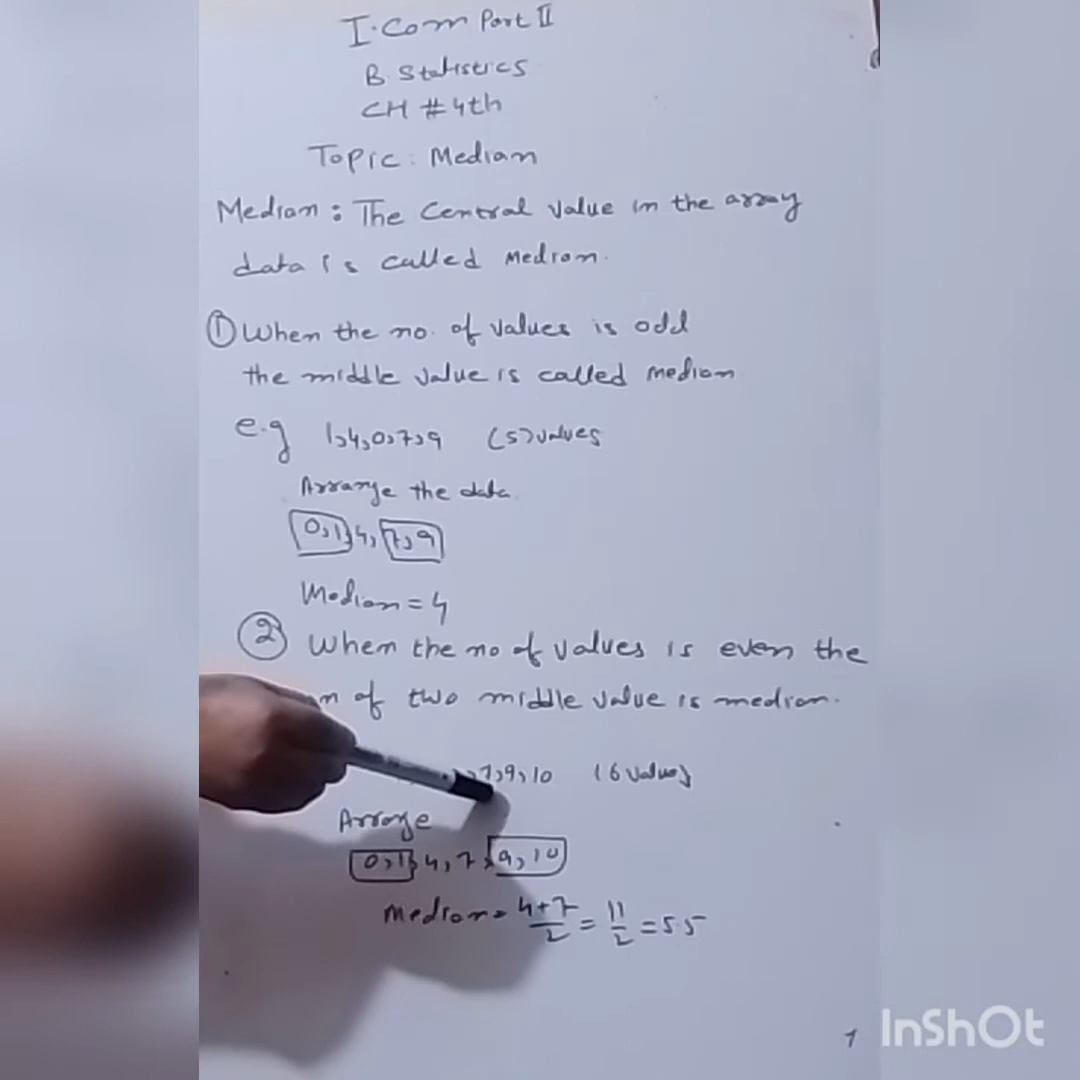 I.Com Part II
B Statistics
CH # 4th
Topic: Median
Median: The Central value in the array
data is called Median.
① When the no. of values is odd
the middle value is called median
e.g 1,4,0,7,9 (5) values
Arrange the data.
0,1,4,7,9
Median = 4
② When the no of values is even the
of two middle value is median.
7,9,10 (6 values)
Arrange
0,1,4,7,9,10
Median = 4+7/2 = 11/2 = 5.5
1
InShOt